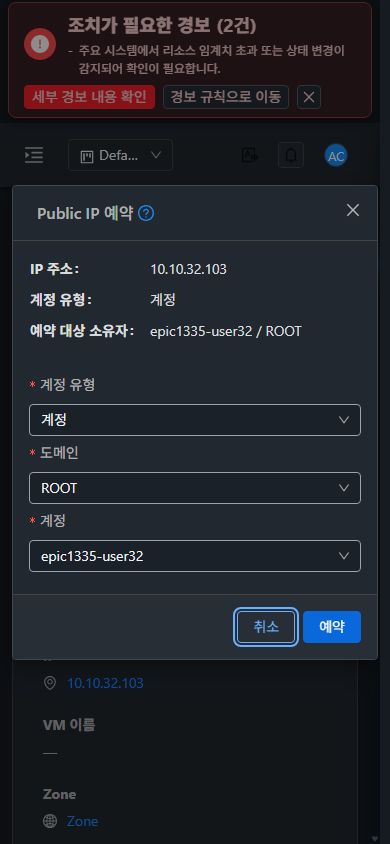 조치가 필요한 경보 (2건)
- 주요 시스템에서 리소스 임계치 초과 또는 상태 변경이
감지되어 확인이 필요합니다.
세부 경보 내용 확인 경보 규칙으로 이동
Defa... AC
Public IP 예약
IP 주소: 10.10.32.103
계정 유형: 계정
예약 대상 소유자: epic1335-user32 / ROOT
* 계정 유형
계정
* 도메인
ROOT
* 계정
epic1335-user32
취소 예약
10.10.32.103
VM 이름
—
Zone
Zone